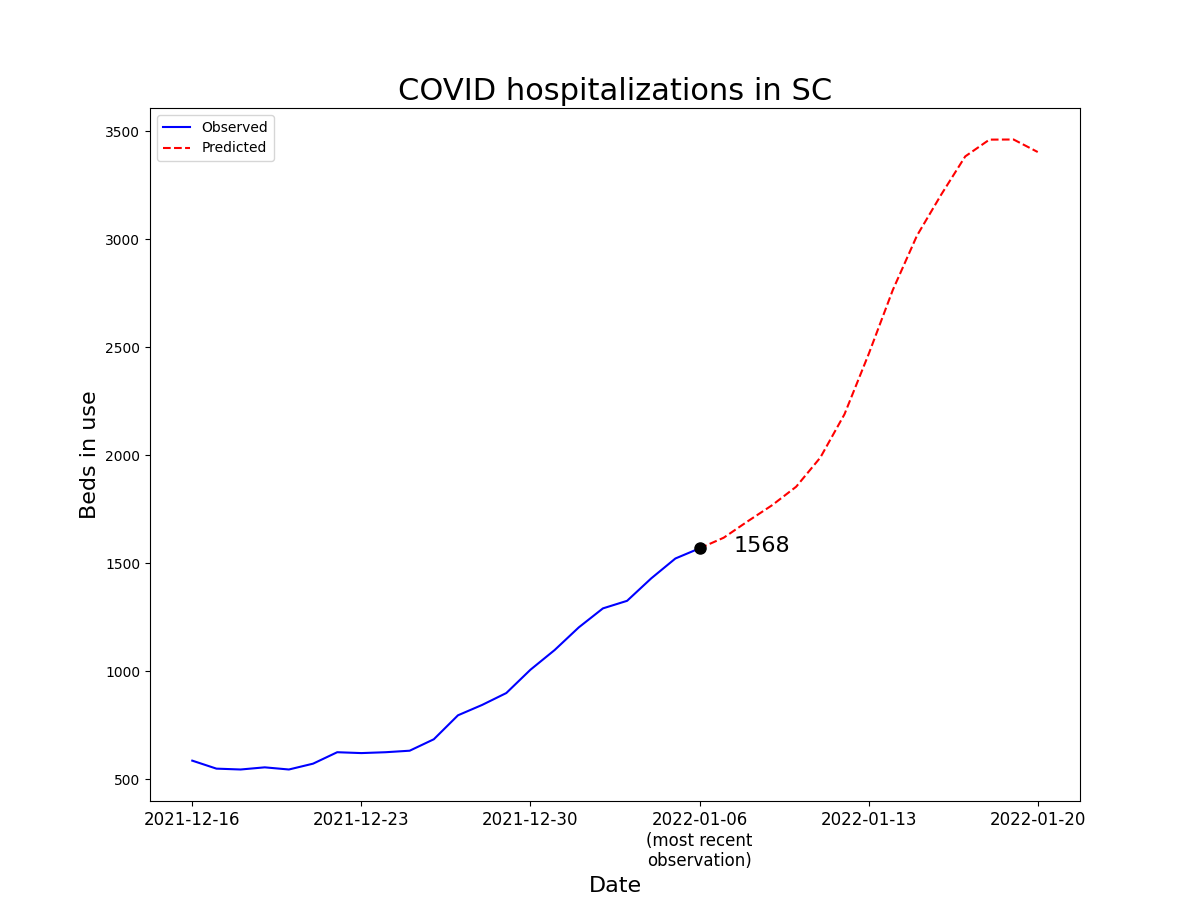 COVID hospitalizations in SC
Observed
Predicted
3500
3000
2500
2000
1500
1000
500
Beds in use
1568
2021-12-16
2021-12-23
2021-12-30
2022-01-06
(most recent
observation)
2022-01-13
2022-01-20
Date